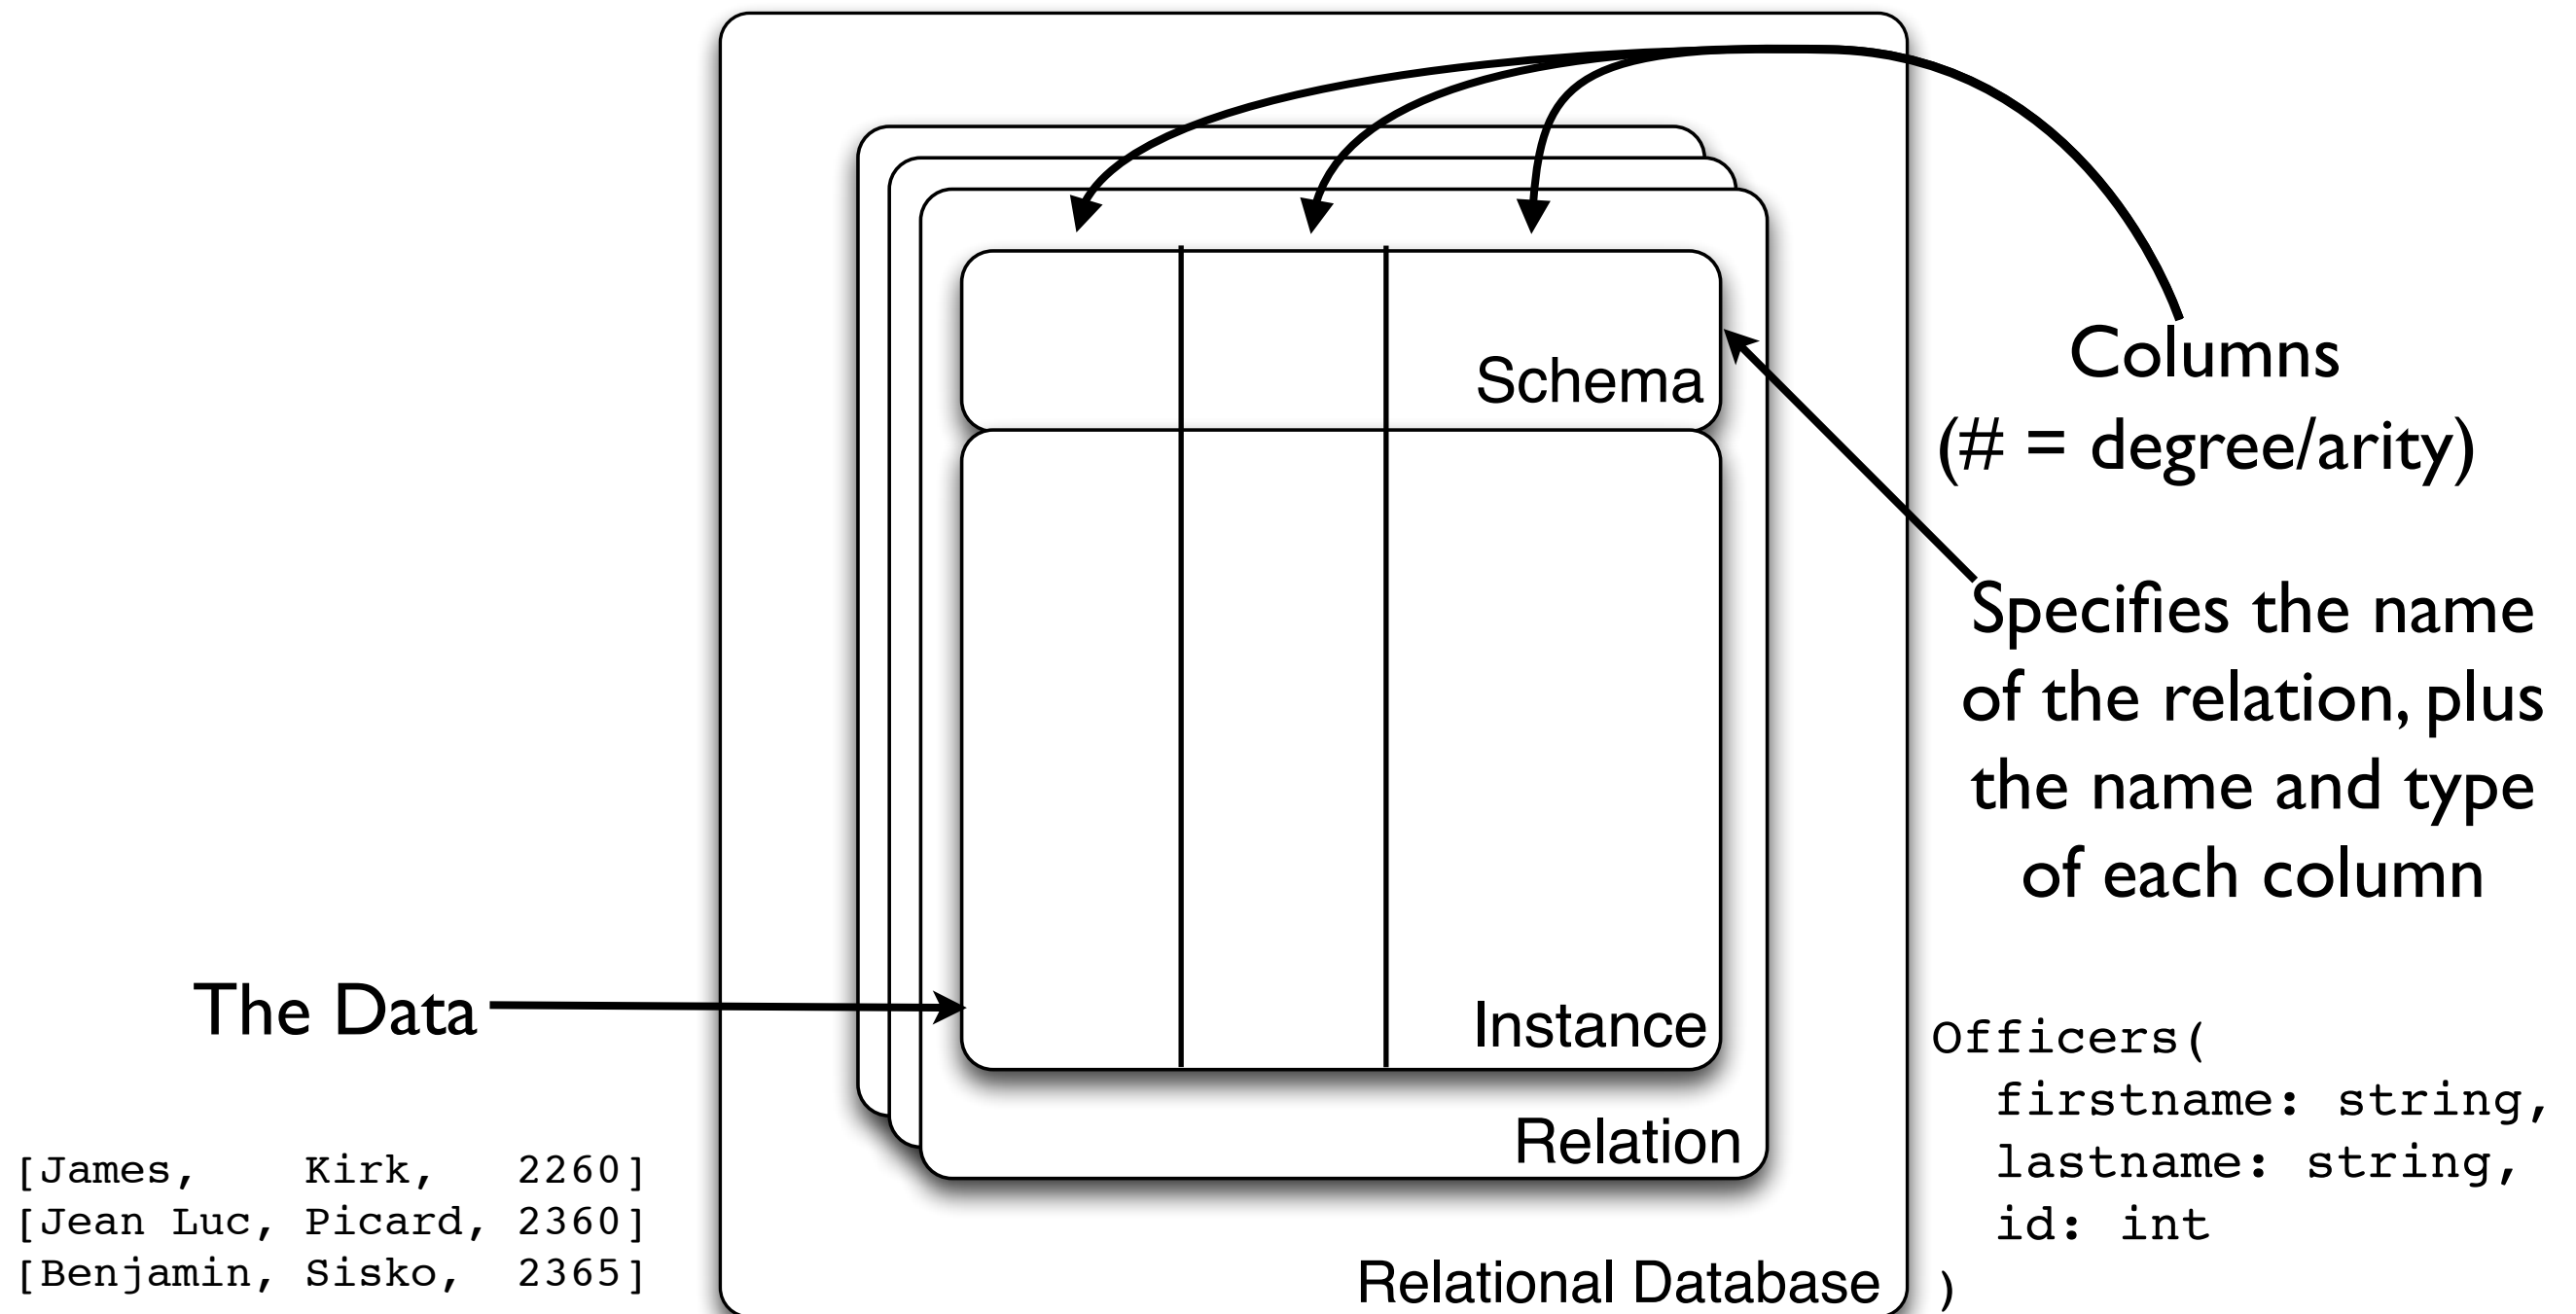 Columns
(# = degree/arity)
Schema
Specifies the name
of the relation, plus
the name and type
of each column
The Data
Instance
Relation
Relational Database
[James, Kirk, 2260]
[Jean Luc, Picard, 2360]
[Benjamin, Sisko, 2365]
Officers(
firstname: string,
lastname: string,
id: int
)